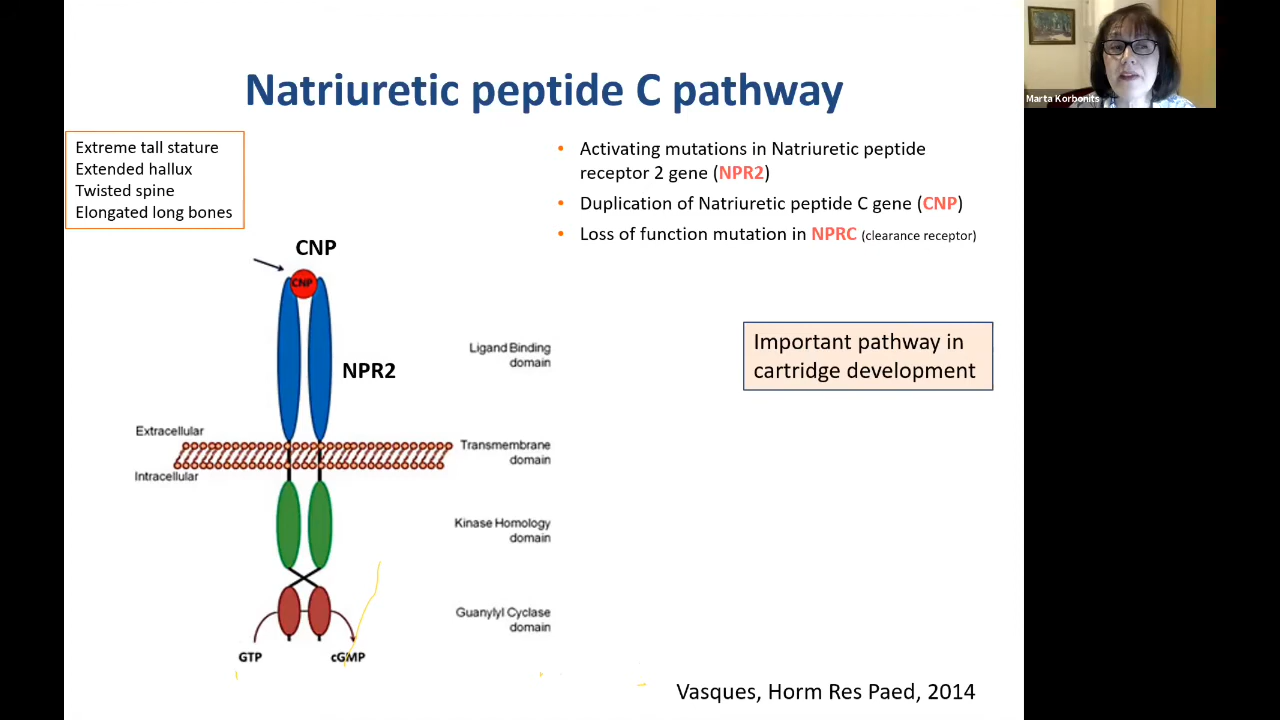 Natriuretic peptide C pathway
Marta Korbonits
Extreme tall stature
Extended hallux
Twisted spine
Elongated long bones
• Activating mutations in Natriuretic peptide
receptor 2 gene (NPR2)
• Duplication of Natriuretic peptide C gene (CNP)
• Loss of function mutation in NPRC (clearance receptor)
CNP
CNP
Ligand Binding
domain
NPR2
Important pathway in
cartridge development
Extracellular
Transmembrane
domain
Intracellular
Kinase Homology
domain
Guanylyl Cyclase
domain
GTP
cGMP
Vasques, Horm Res Paed, 2014